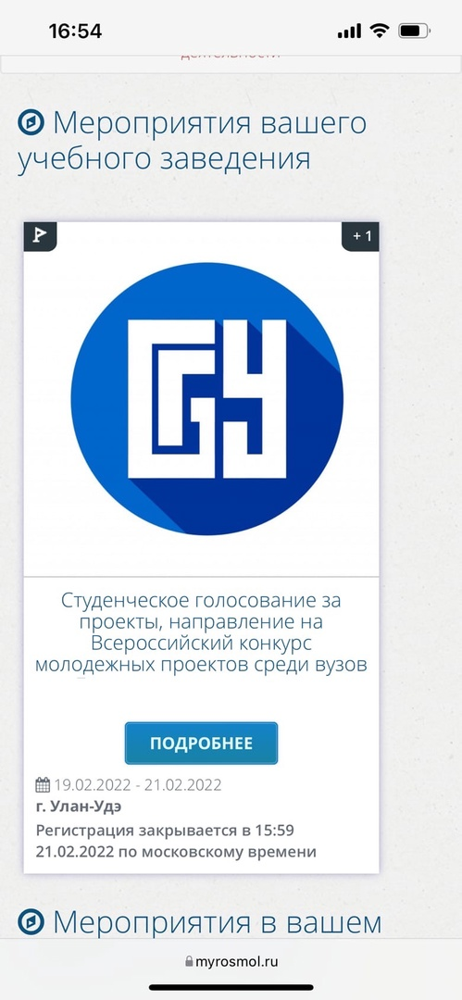 16:54
Мероприятия вашего
учебного заведения
+ 1
Студенческое голосование за
проекты, направление на
Всероссийский конкурс
молодежных проектов среди вузов
ПОДРОБНЕЕ
19.02.2022 - 21.02.2022
г. Улан-Удэ
Регистрация закрывается в 15:59
21.02.2022 по московскому времени
Мероприятия в вашем
myrosmol.ru